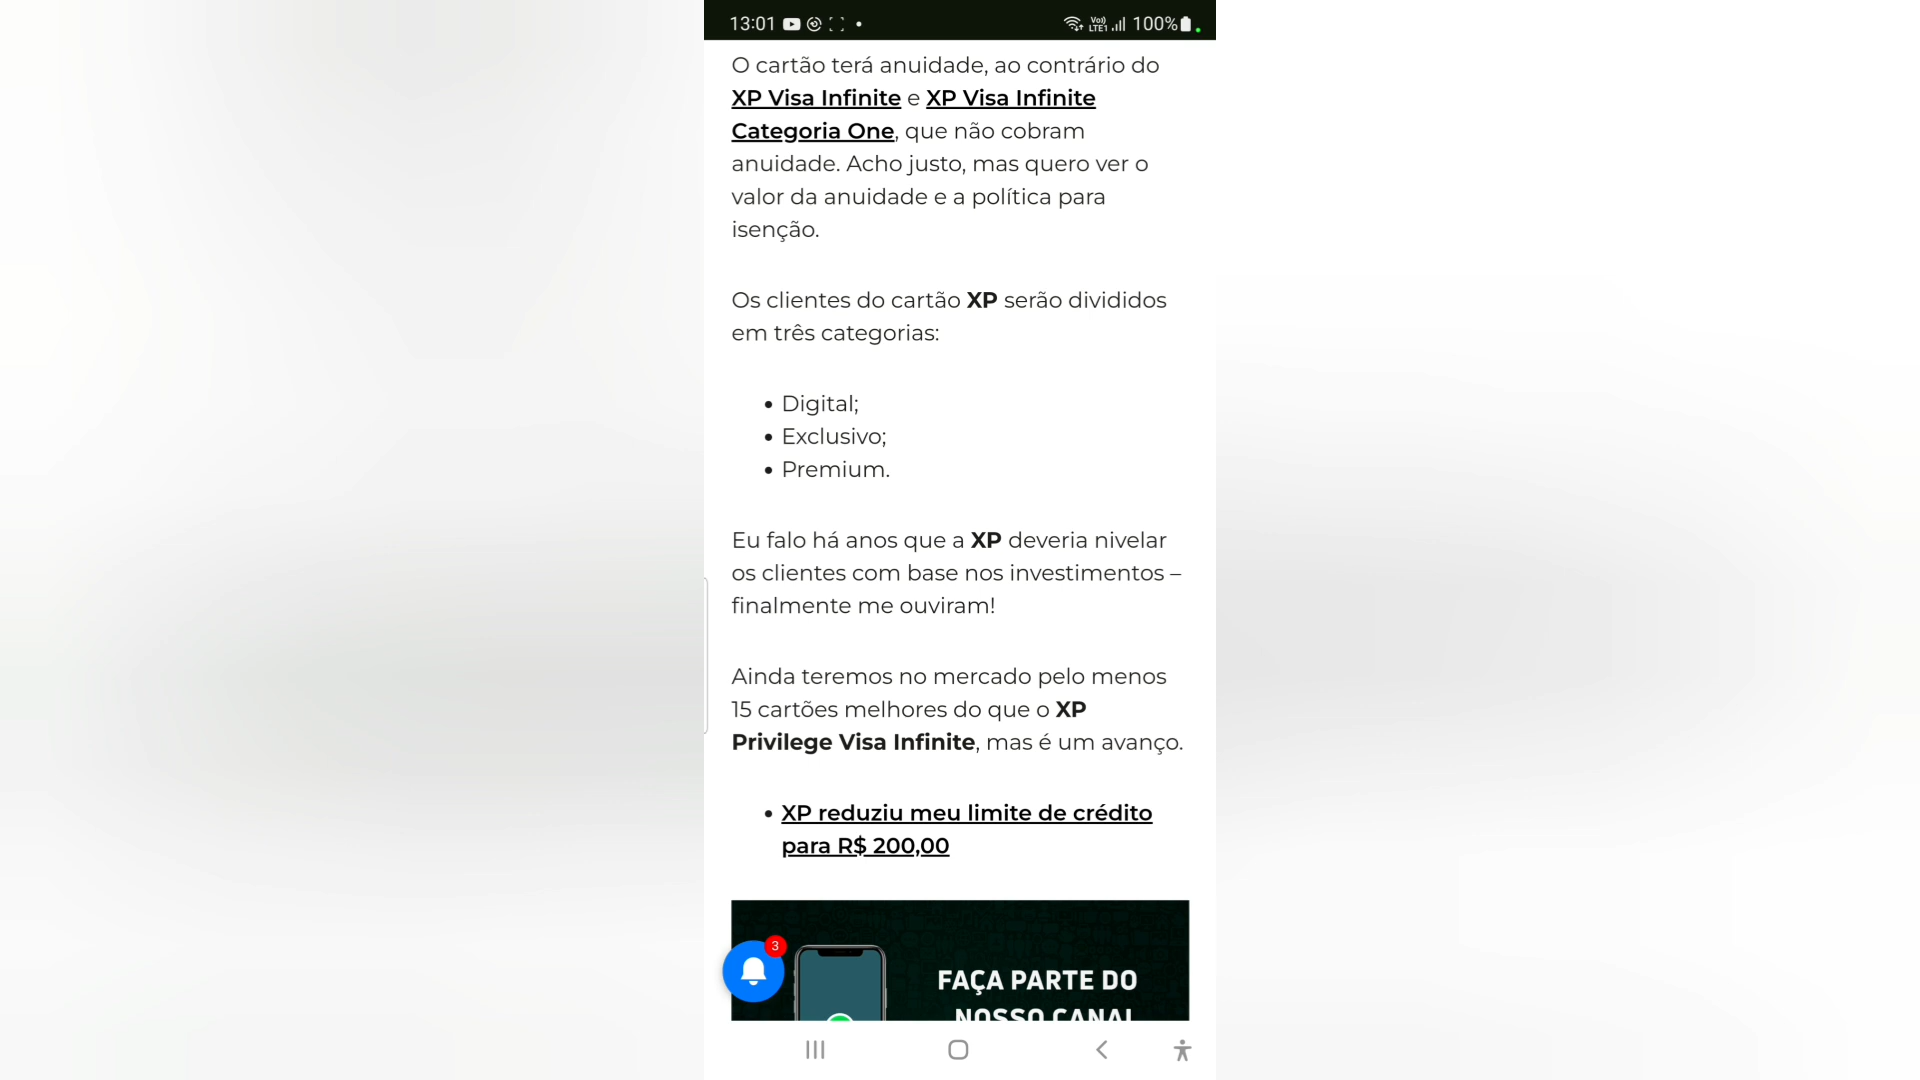 13:01
Vo)) LTE1 100%
O cartão terá anuidade, ao contrário do
XP Visa Infinite e XP Visa Infinite
Categoria One, que não cobram
anuidade. Acho justo, mas quero ver o
valor da anuidade e a política para
isenção.
Os clientes do cartão XP serão divididos
em três categorias:
• Digital;
• Exclusivo;
• Premium.
Eu falo há anos que a XP deveria nivelar
os clientes com base nos investimentos –
finalmente me ouviram!
Ainda teremos no mercado pelo menos
15 cartões melhores do que o XP
Privilege Visa Infinite, mas é um avanço.
• XP reduziu meu limite de crédito
para R$ 200,00
3
FAÇA PARTE DO
NOSSO CANAL